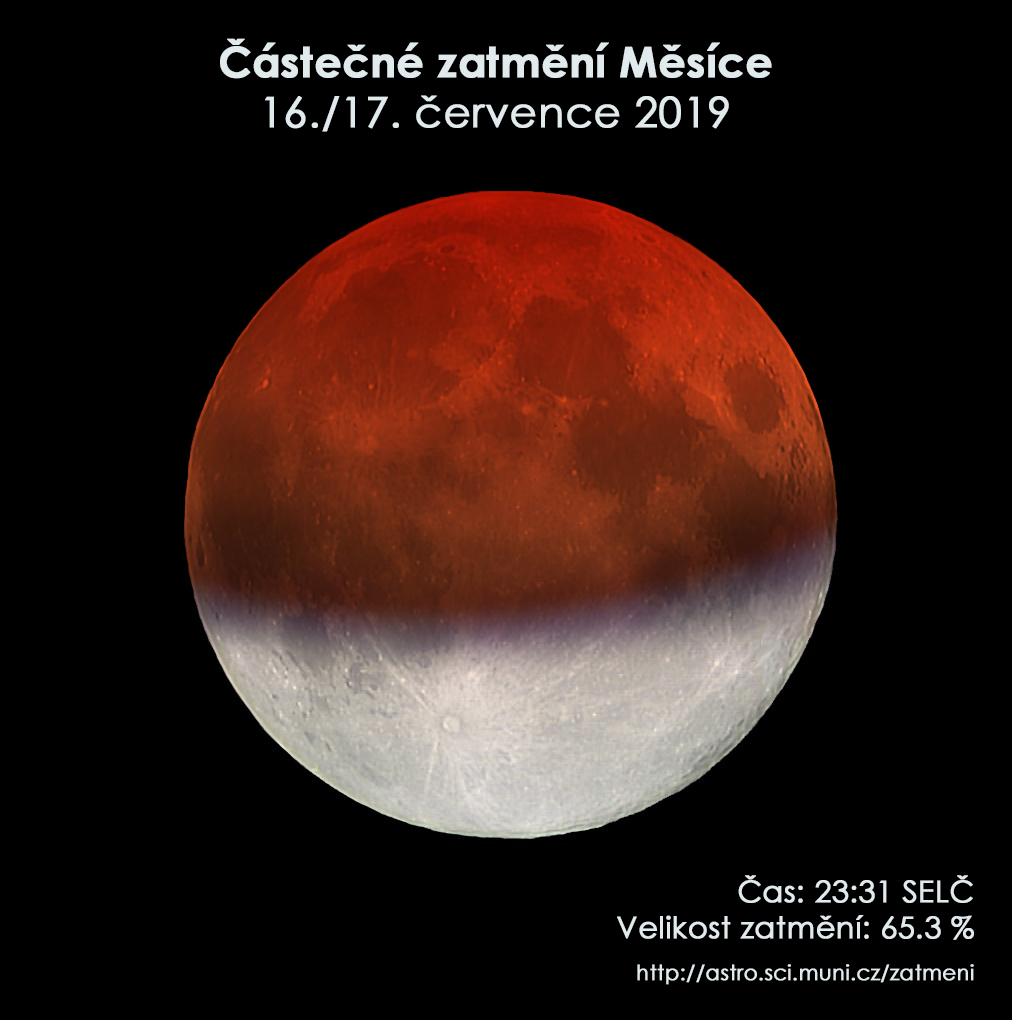 Částečné zatmění Měsíce
16./17. července 2019
Čas: 23:31 SELČ
Velikost zatmění: 65.3 %
http://astro.sci.muni.cz/zatmeni